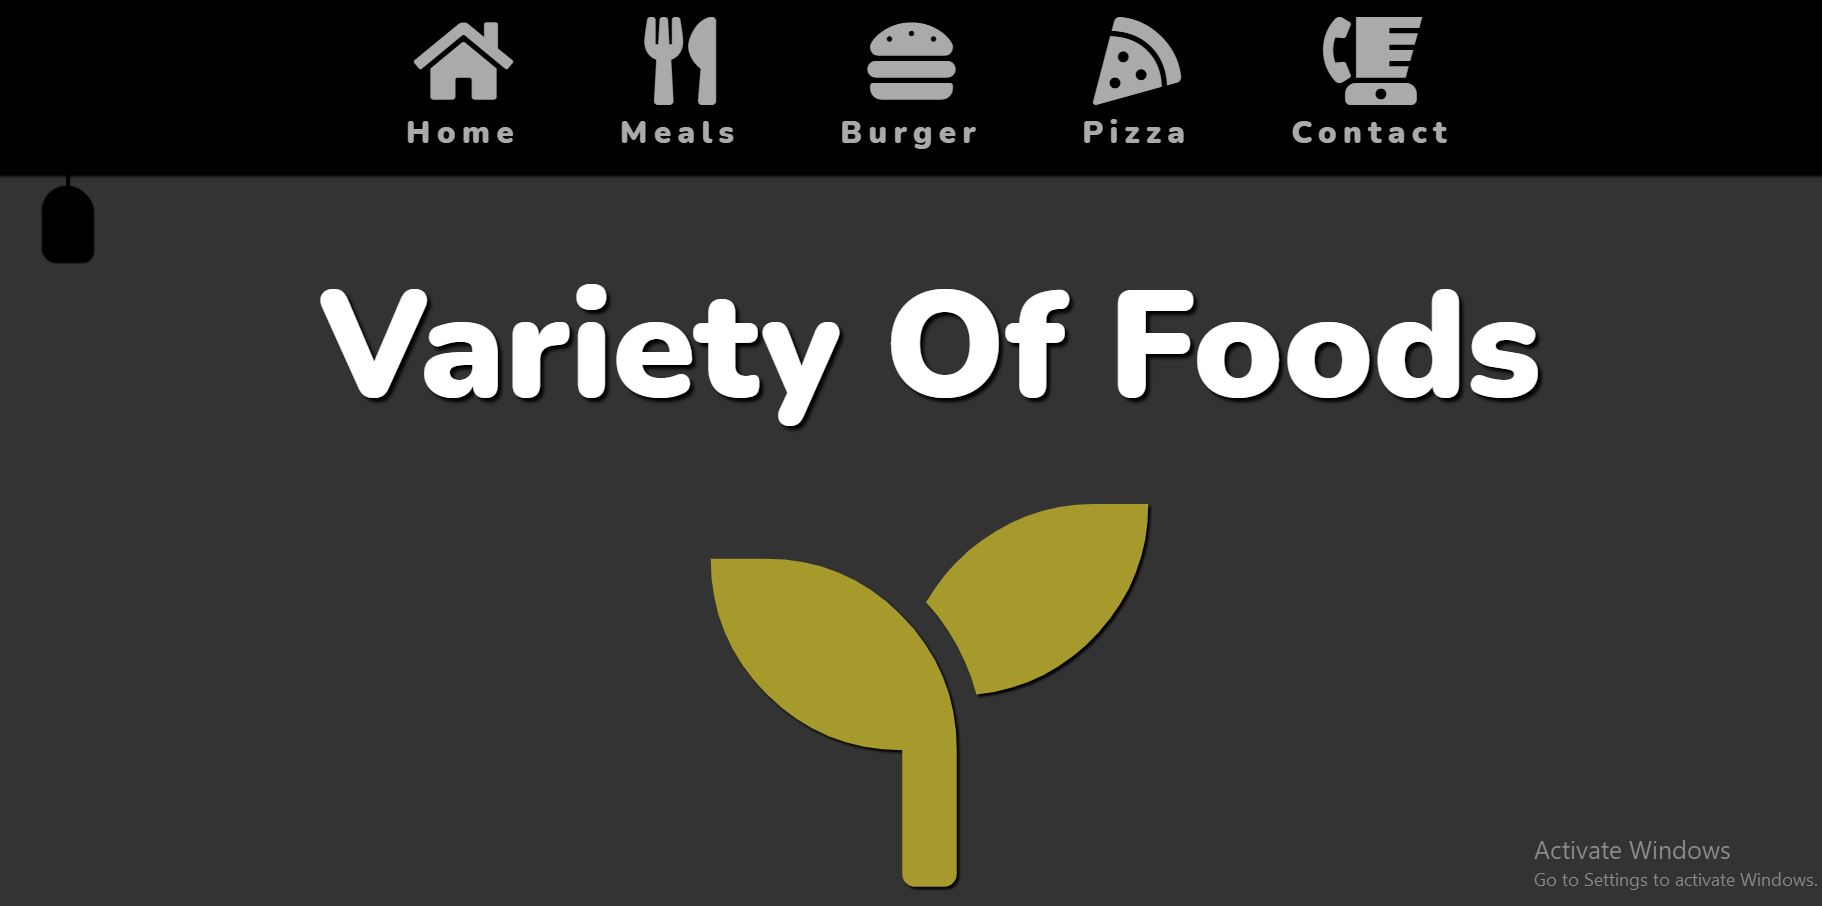 Home Meals Burger Pizza Contact
Variety Of Foods
Activate Windows
Go to Settings to activate Windows.